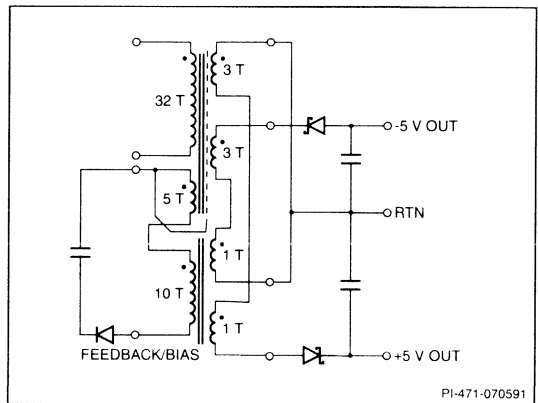 3 T
32 T
-5 V OUT
3 T
5 T
RTN
1 T
10 T
1 T
FEEDBACK/BIAS
+5 V OUT
PI-471-070591